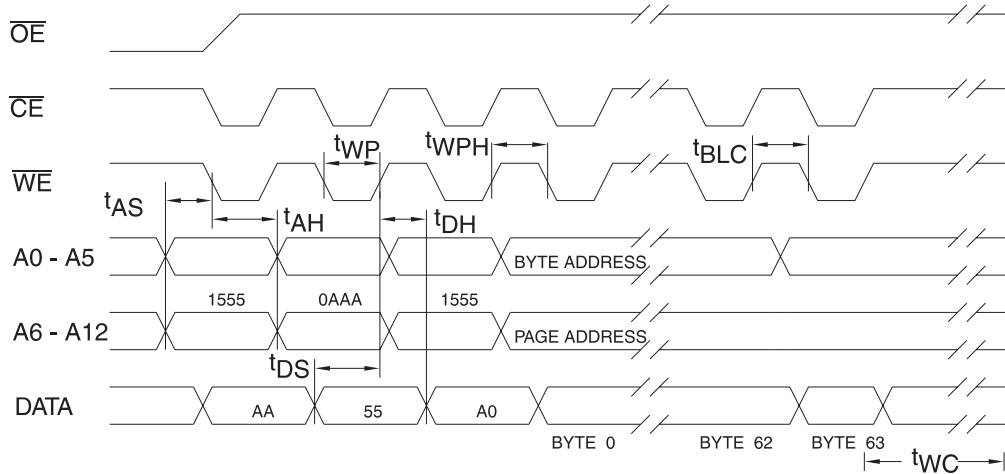 OE
CE
tWP tWPH tBLC
WE
tAS tAH tDH
A0 - A5 BYTE ADDRESS
1555 0AAA 1555
A6 - A12 PAGE ADDRESS
tDS
DATA AA 55 A0
BYTE 0 BYTE 62 BYTE 63
tWC